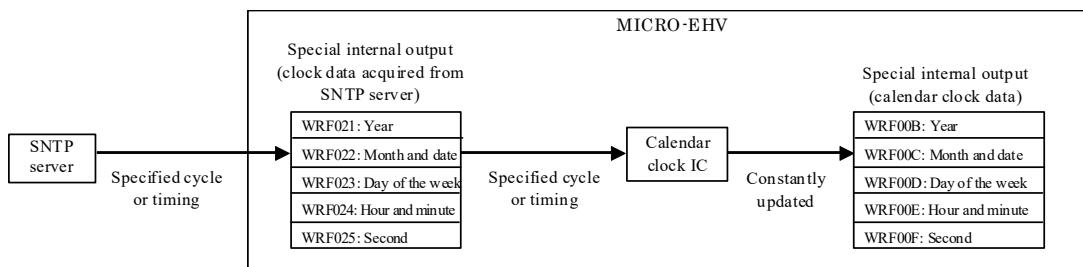 MICRO-EHV
Special internal output
(clock data acquired from
SNTP server)
Special internal output
(calendar clock data)
SNTP
server
Specified cycle
or timing
WRF021: Year
WRF022: Month and date
WRF023: Day of the week
WRF024: Hour and minute
WRF025: Second
Specified cycle
or timing
Calendar
clock IC
Constantly
updated
WRF00B: Year
WRF00C: Month and date
WRF00D: Day of the week
WRF00E: Hour and minute
WRF00F: Second